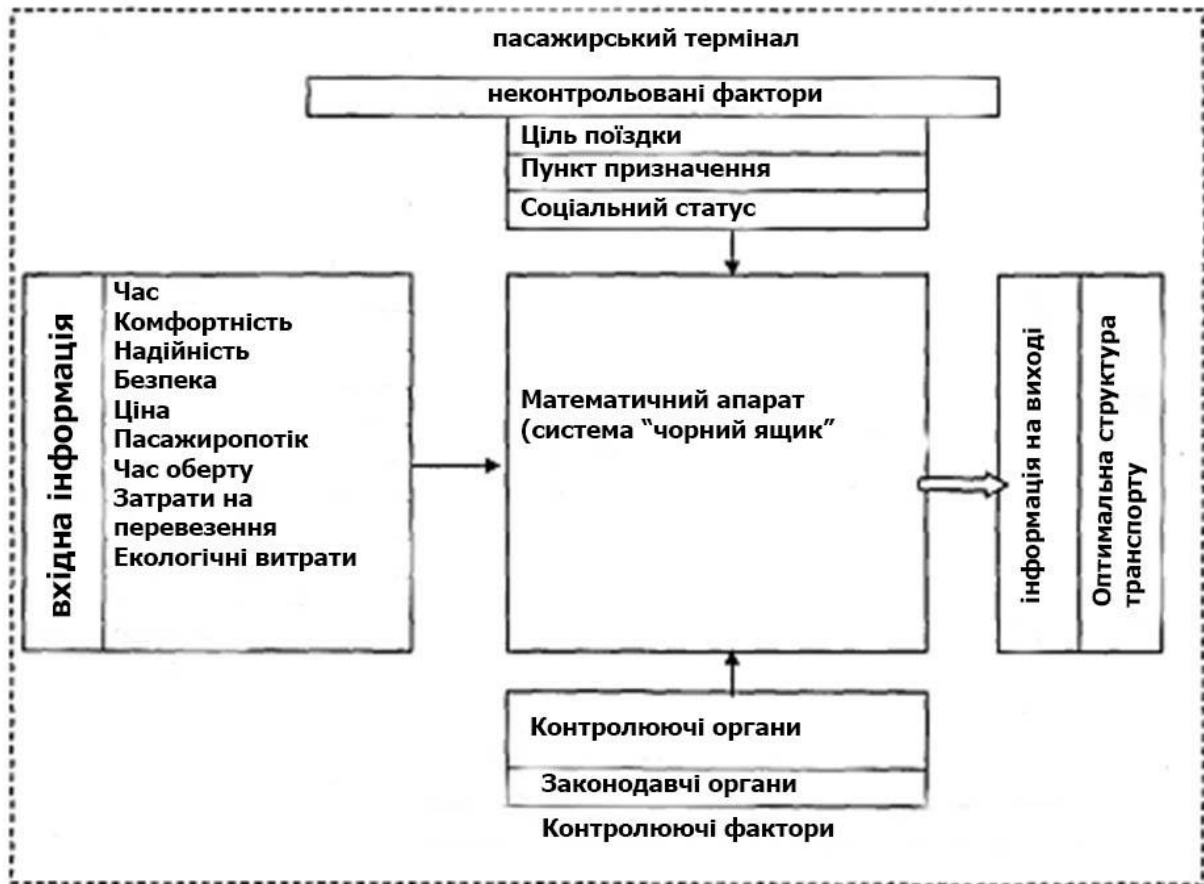 пасажирський термінал
неконтрольовані фактори
Ціль поїздки
Пункт призначення
Соціальний статус
вхідна інформація
Час
Комфортність
Надійність
Безпека
Ціна
Пасажиропотік
Час оберту
Затрати на
перевезення
Екологічні витрати
Математичний апарат
(система “чорний ящик”
інформація на виході
Оптимальна структура
транспорту
Контролюючі органи
Законодавчі органи
Контролюючі фактори